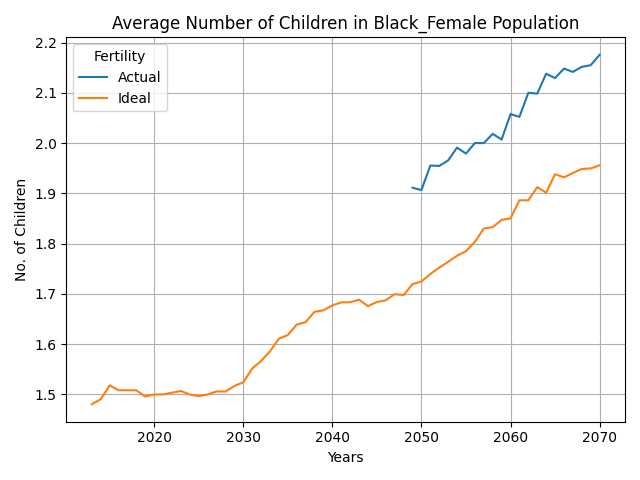 Average Number of Children in Black_Female Population
Fertility
Actual
Ideal
No. of Children
2.2
2.1
2.0
1.9
1.8
1.7
1.6
1.5
2020 2030 2040 2050 2060 2070
Years